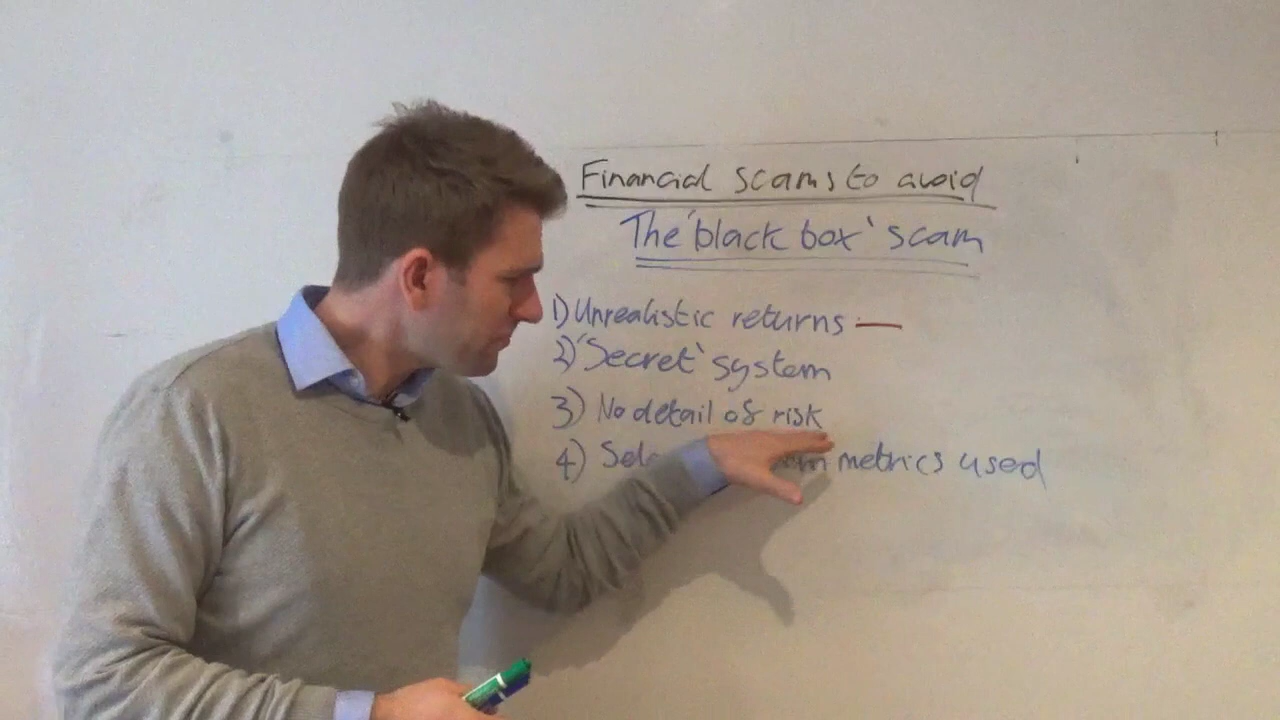 Financial scams to avoid
The 'black box' scam
1) Unrealistic returns
2) 'Secret' system
3) No detail of risk
4) metrics used